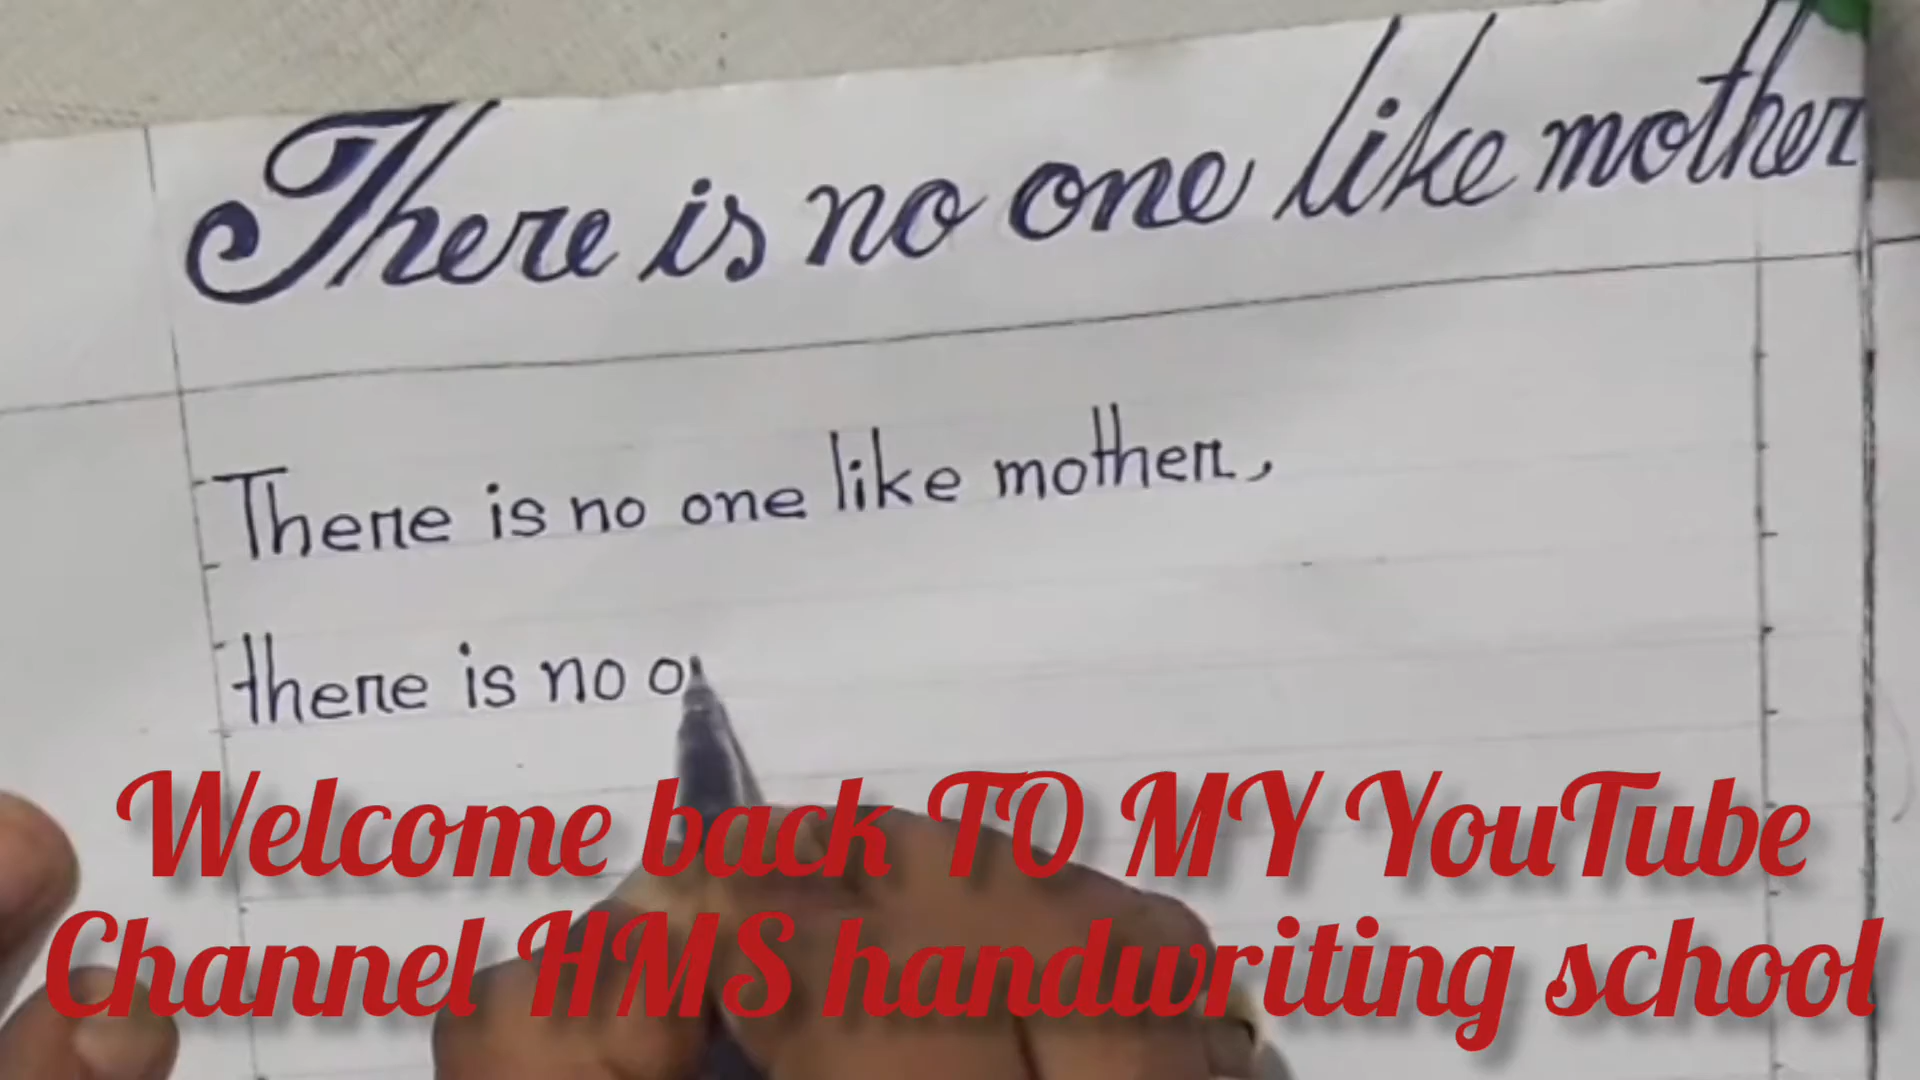 There is no one like mother
There is no one like mother,
there is no o
Welcome back TO MY YouTube
Channel HMS handwriting school